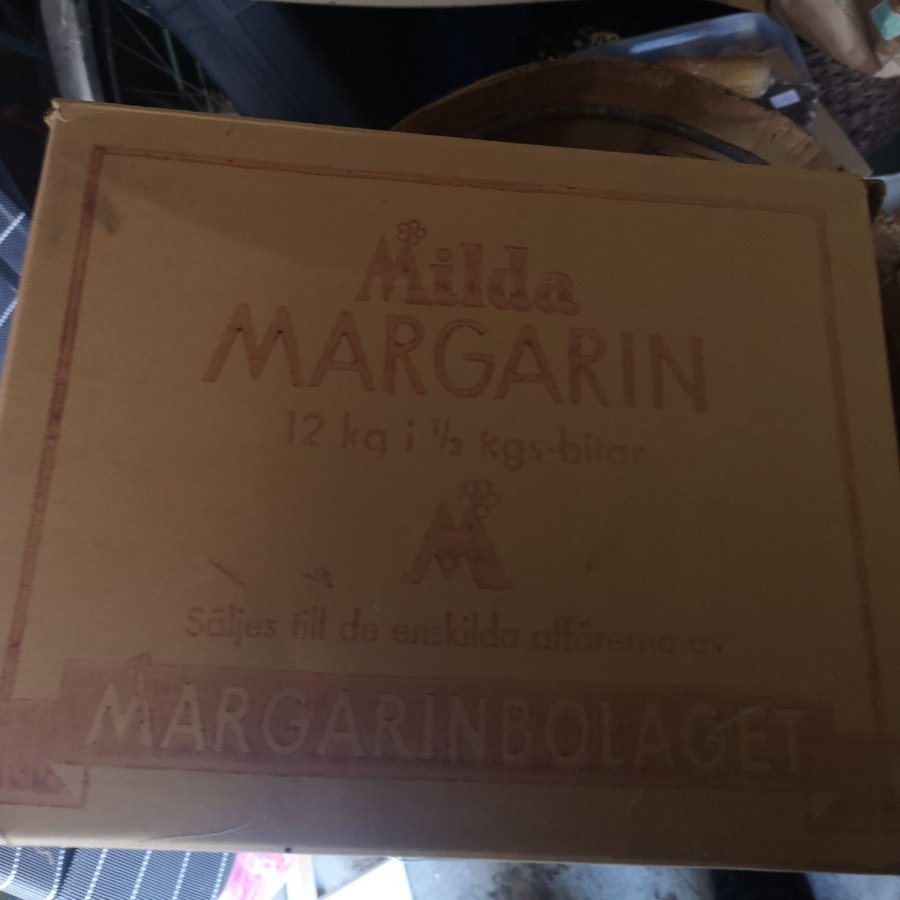 Milda
MARGARIN
12 kg i 1/2 kgs-bitar
M
Säljes till de enskilda affärerna av
MARGARINBOLAGET